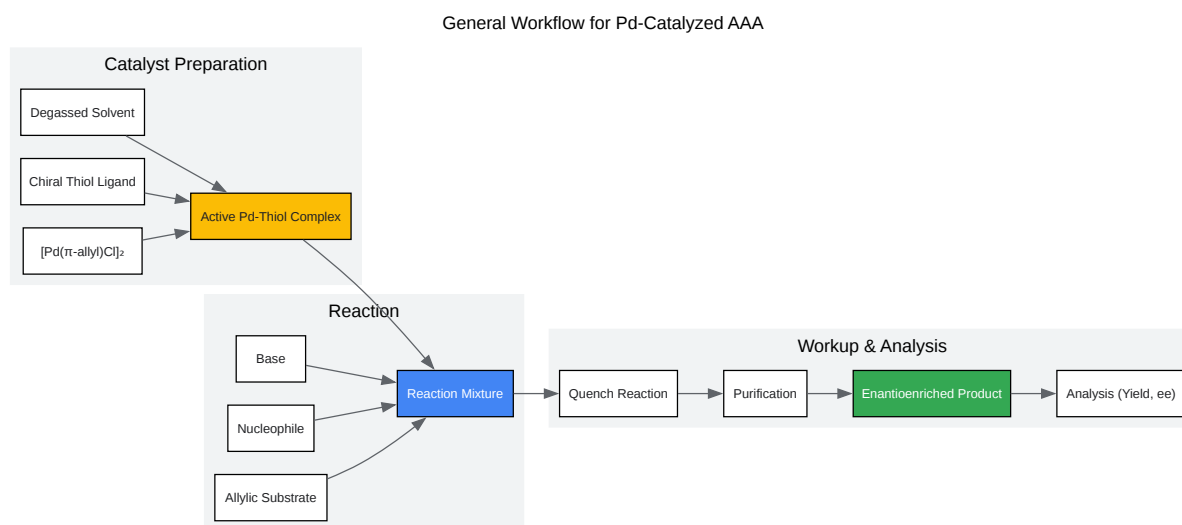 General Workflow for Pd-Catalyzed AAA
Catalyst Preparation
Degassed Solvent
Chiral Thiol Ligand
[Pd(π-allyl)Cl]₂
Active Pd-Thiol Complex
Reaction
Base
Nucleophile
Allylic Substrate
Reaction Mixture
Workup & Analysis
Quench Reaction
Purification
Enantioenriched Product
Analysis (Yield, ee)